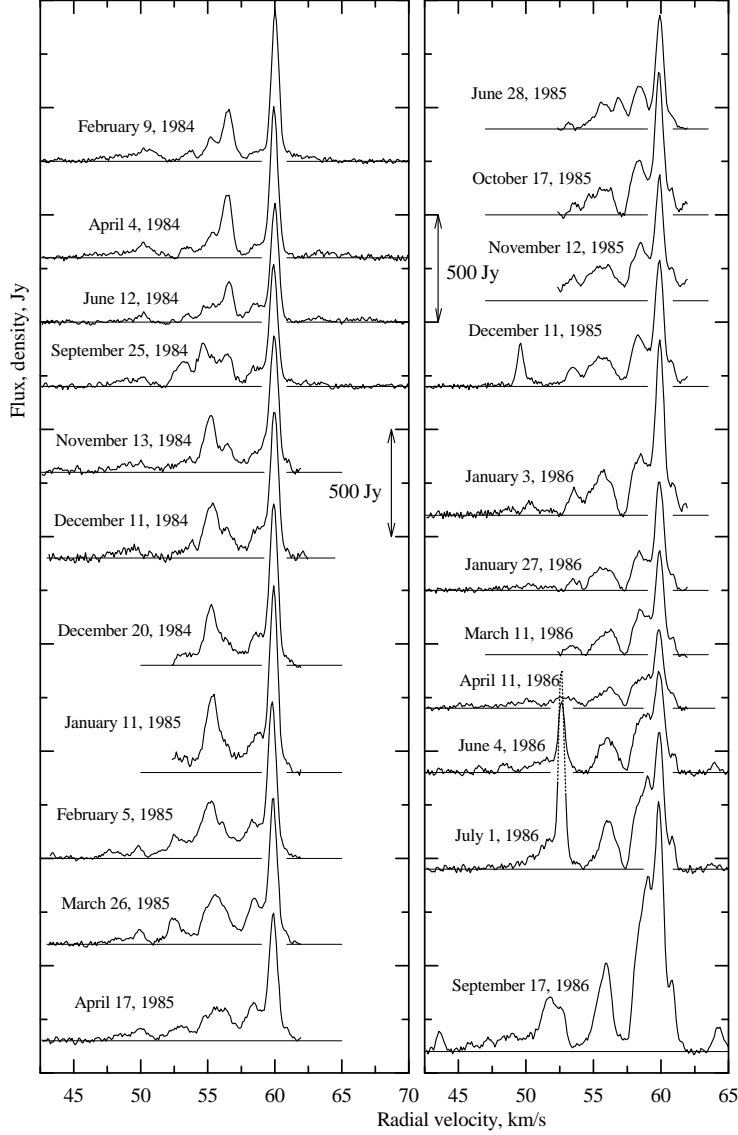 Flux, density, Jy
February 9, 1984
April 4, 1984
June 12, 1984
September 25, 1984
November 13, 1984
500 Jy
December 11, 1984
December 20, 1984
January 11, 1985
February 5, 1985
March 26, 1985
April 17, 1985
45 50 55 60 65 70
June 28, 1985
October 17, 1985
November 12, 1985
500 Jy
December 11, 1985
January 3, 1986
January 27, 1986
March 11, 1986
April 11, 1986
June 4, 1986
July 1, 1986
September 17, 1986
45 50 55 60 65
Radial velocity, km/s